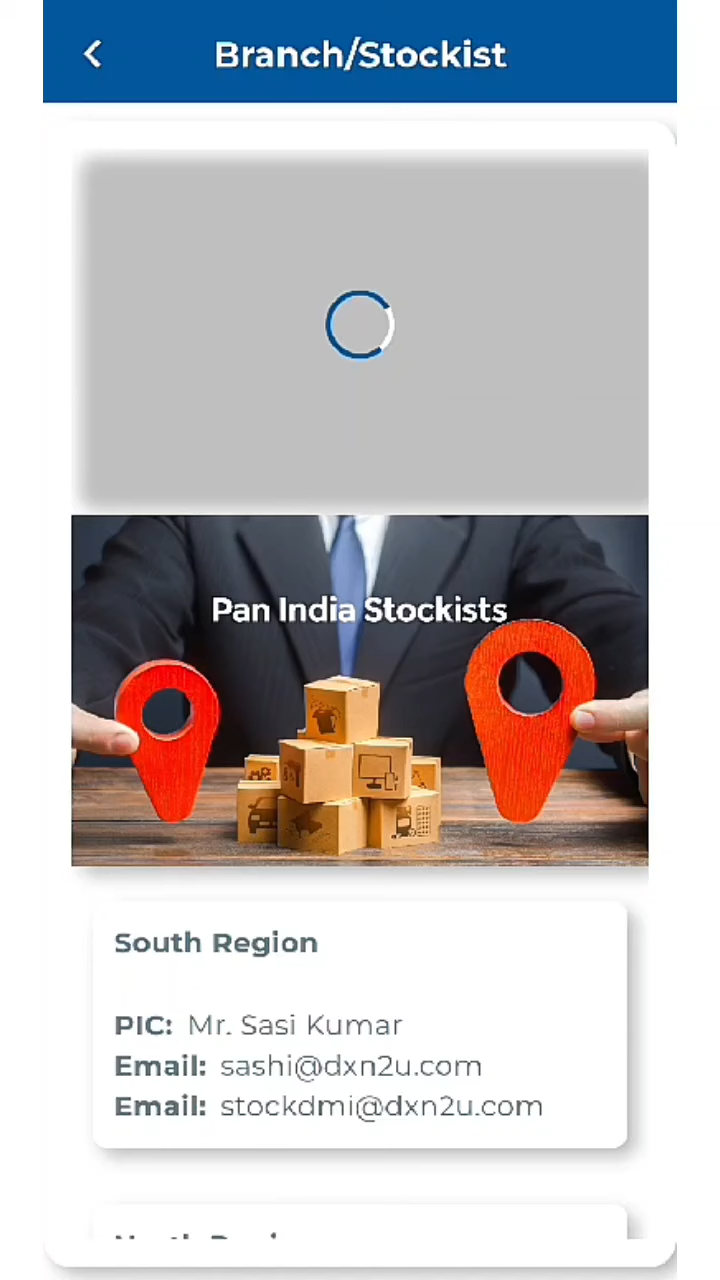 Branch/Stockist
Pan India Stockists
South Region
PIC: Mr. Sasi Kumar
Email: sashi@dxn2u.com
Email: stockdmi@dxn2u.com